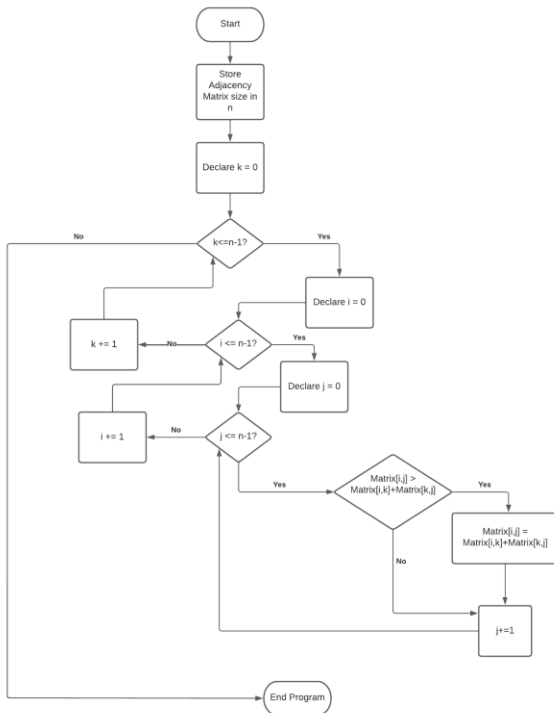 Start
Store
Adjacency
Matrix size in
n
Declare k = 0
No
k<=n-1?
Yes
Declare i = 0
k += 1
No
i <= n-1?
Yes
Declare j = 0
i += 1
No
j <= n-1?
Yes
Matrix[i,j] >
Matrix[i,k]+Matrix[k,j]
Yes
Matrix[i,j] =
Matrix[i,k]+Matrix[k,j]
No
j+=1
End Program